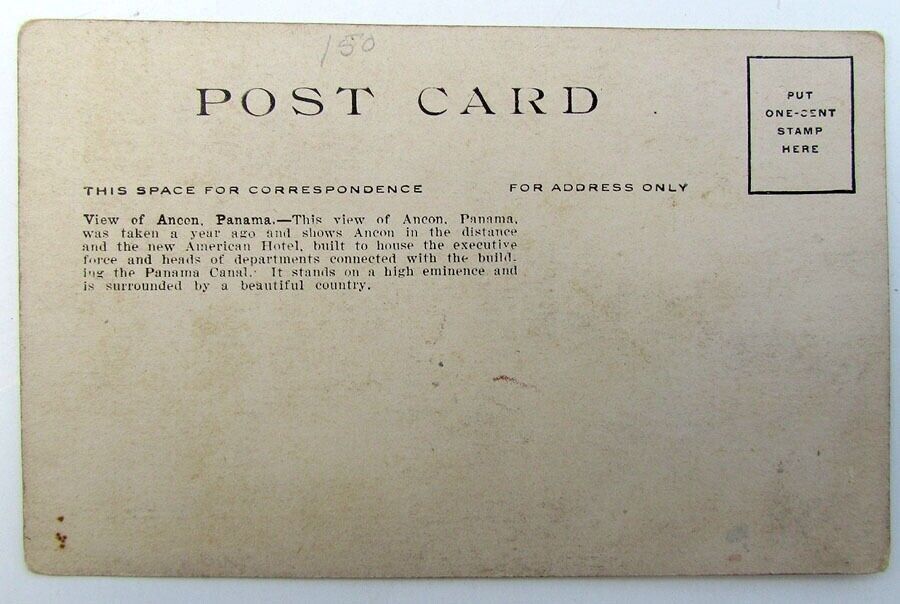 150
POST CARD
PUT
ONE-CENT
STAMP
HERE
THIS SPACE FOR CORRESPONDENCE
FOR ADDRESS ONLY
View of Ancon, Panama.—This view of Ancon, Panama,
was taken a year ago and shows Ancon in the distance
and the new American Hotel, built to house the executive
force and heads of departments connected with the build-
ing the Panama Canal. It stands on a high eminence and
is surrounded by a beautiful country.